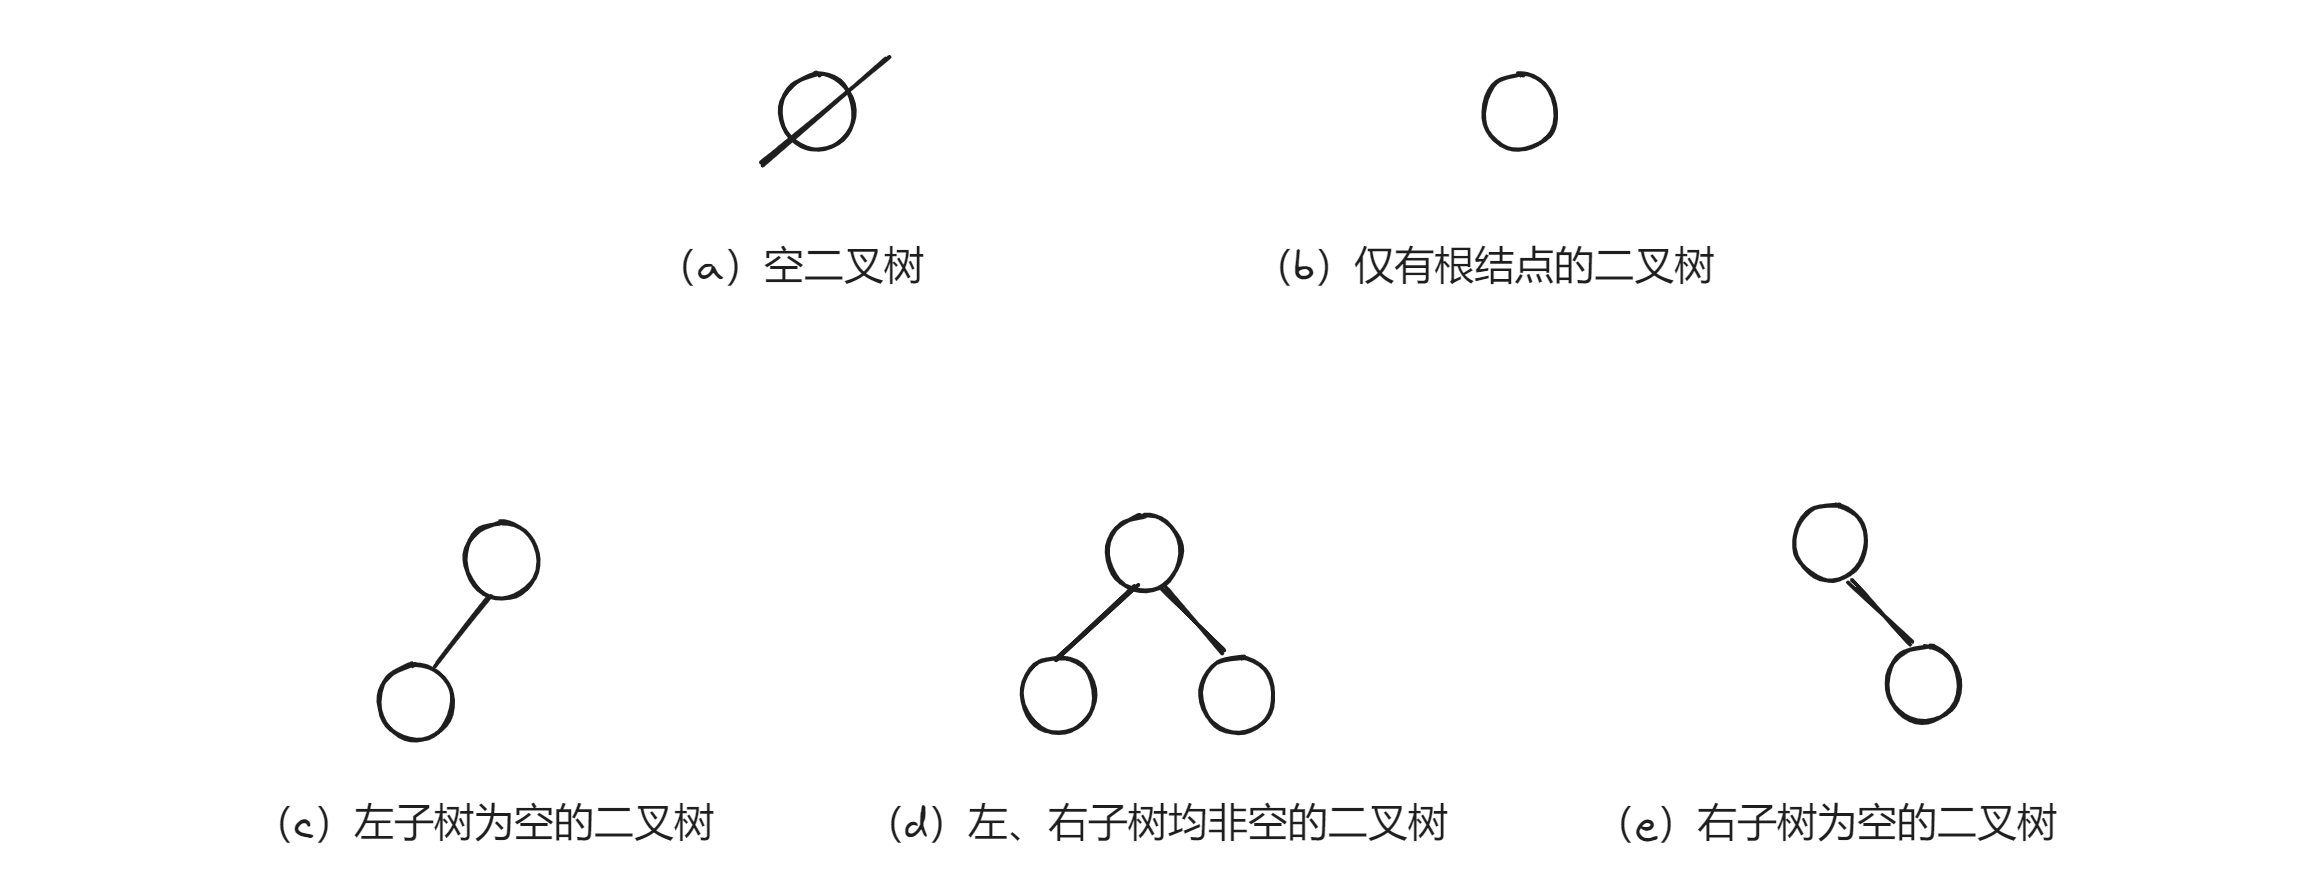 （a）空二叉树
（b）仅有根结点的二叉树
（c）左子树为空的二叉树
（d）左、右子树均非空的二叉树
（e）右子树为空的二叉树